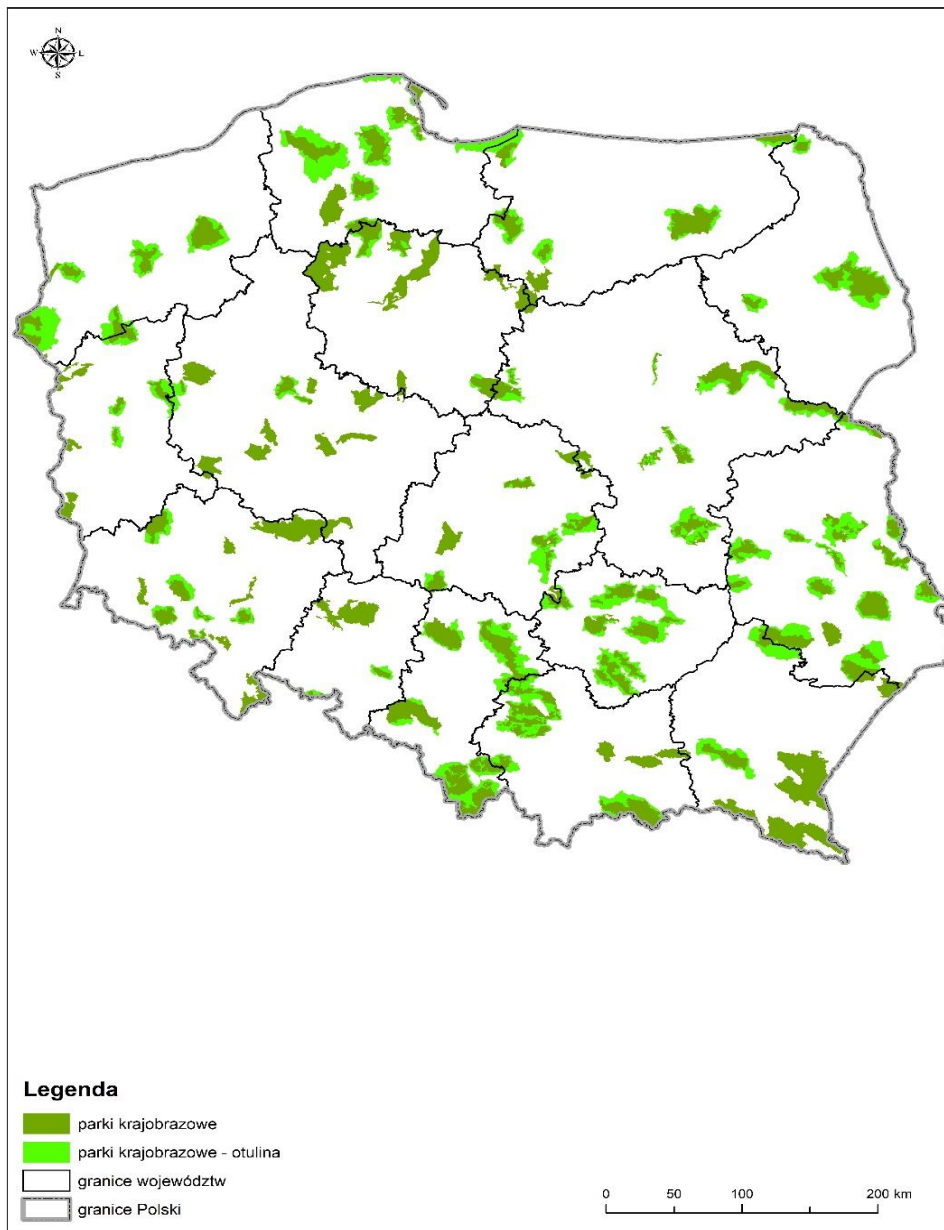 N
W L
S
Legenda
parki krajobrazowe
parki krajobrazowe - otulina
granice województw
granice Polski
0 50 100 200 km